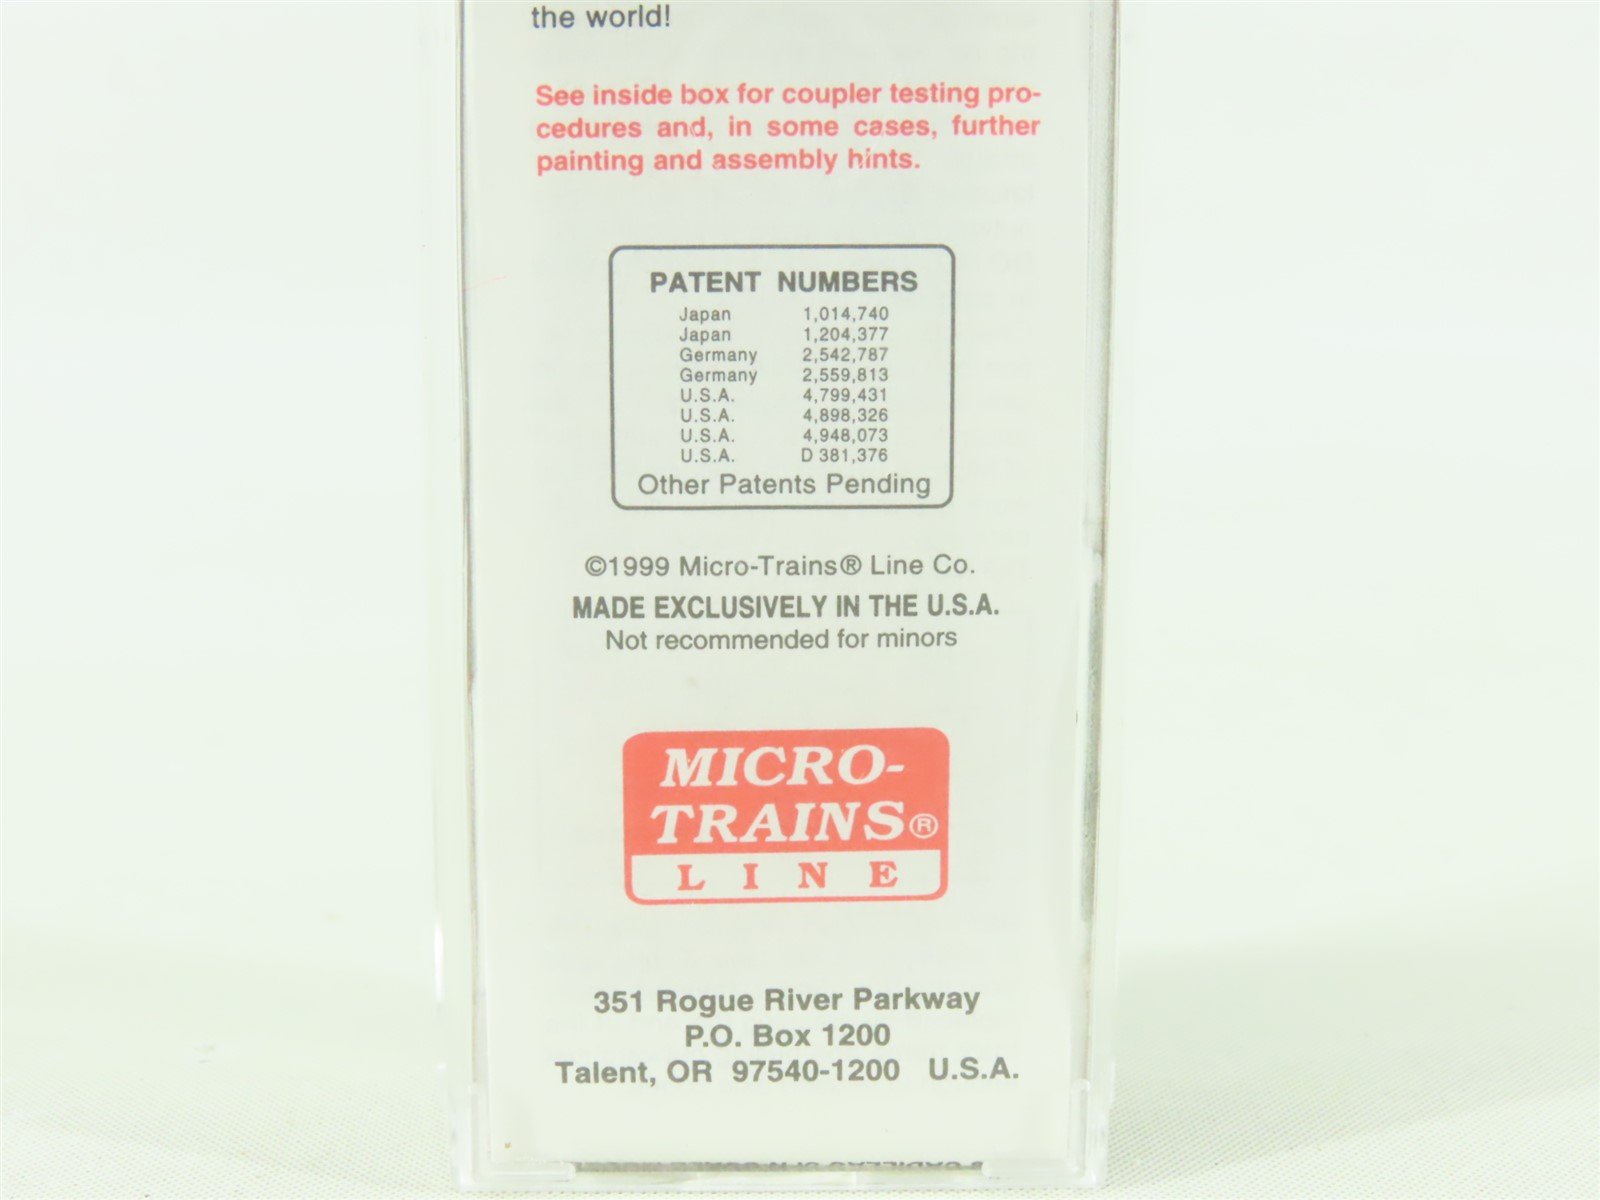 the world!
See inside box for coupler testing pro-
cedures and, in some cases, further
painting and assembly hints.
PATENT NUMBERS
Japan 1,014,740
Japan 1,204,377
Germany 2,542,787
Germany 2,559,813
U.S.A. 4,799,431
U.S.A. 4,898,326
U.S.A. 4,948,073
U.S.A. D 381,376
Other Patents Pending
©1999 Micro-Trains® Line Co.
MADE EXCLUSIVELY IN THE U.S.A.
Not recommended for minors
MICRO-
TRAINS®
LINE
351 Rogue River Parkway
P.O. Box 1200
Talent, OR 97540-1200 U.S.A.